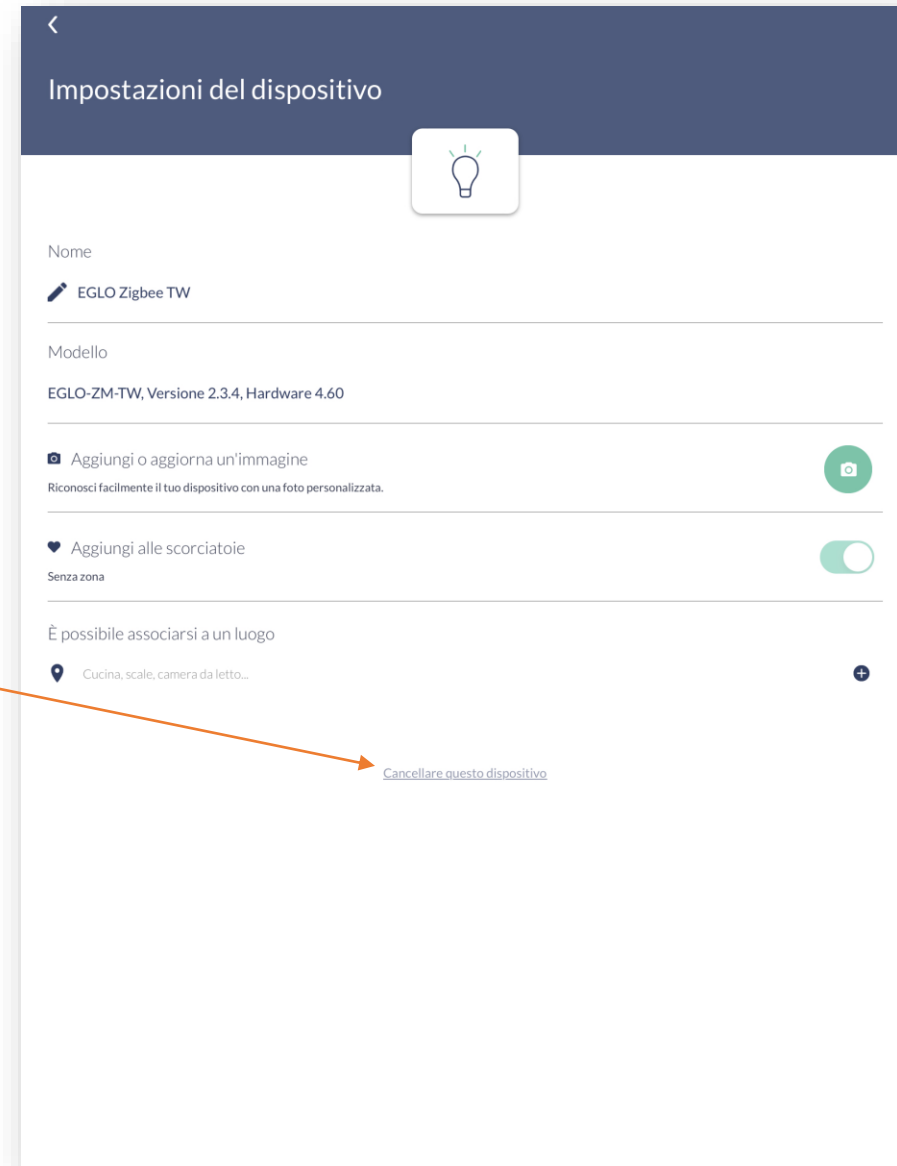 Impostazioni del dispositivo
Nome
EGLO Zigbee TW
Modello
EGLO-ZM-TW, Versione 2.3.4, Hardware 4.60
Aggiungi o aggiorna un'immagine
Riconosci facilmente il tuo dispositivo con una foto personalizzata.
Aggiungi alle scorciatoie
Senza zona
È possibile associarsi a un luogo
Cucina, scale, camera da letto...
Cancellare questo dispositivo